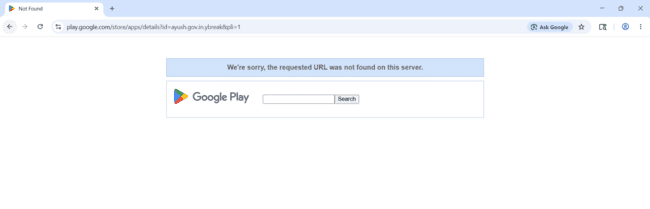 Not Found
play.google.com/store/apps/details?id=ayush.gov.in.ybreak&pli=1
Ask Google
We're sorry, the requested URL was not found on this server.
Google Play
Search